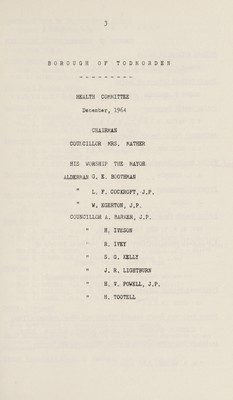 3
BOROUGH OF TODMORDEN
HEALTH COMMITTEE
December, 1964
CHAIRMAN
COUNCILLOR MRS. RATHER
HIS WORSHIP THE MAYOR
ALDERMAN G. E. BOOTHMAN
" L. F. COCKROFT, J.P.
" W. EGERTON, J.P.
COUNCILLOR A. BARKER, J.P.
" N. IVESON
" R. IVEY
" S. G. KELLY
" J. R. LIGHTBURN
" H. V. POWELL, J.P.
" H. TOOTELL